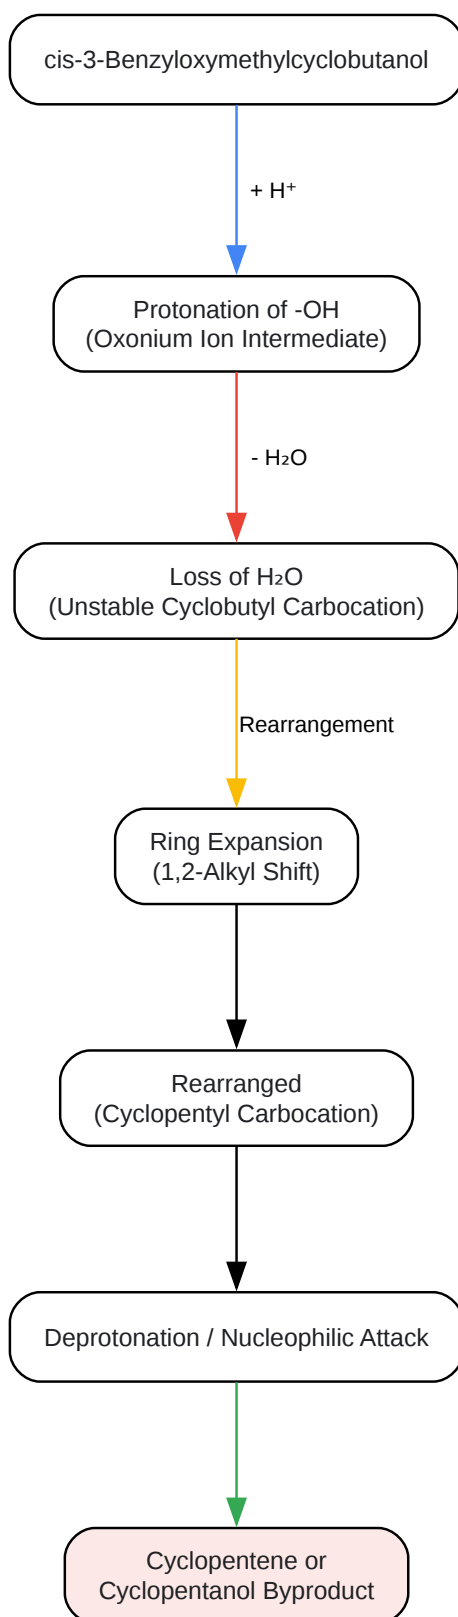 cis-3-Benzyloxymethylcyclobutanol
+ H⁺
Protonation of -OH
(Oxonium Ion Intermediate)
- H₂O
Loss of H₂O
(Unstable Cyclobutyl Carbocation)
Rearrangement
Ring Expansion
(1,2-Alkyl Shift)
Rearranged
(Cyclopentyl Carbocation)
Deprotonation / Nucleophilic Attack
Cyclopentene or
Cyclopentanol Byproduct